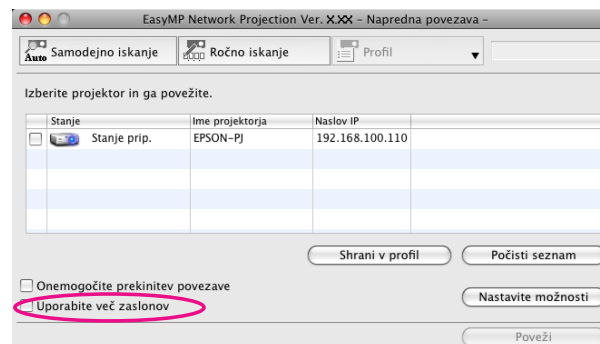 EasyMP Network Projection Ver. X.XX – Napredna povezava –
Auto Samodejno iskanje Ročno iskanje Profil
Izberite projektor in ga povežite.
Stanje Ime projektorja Naslov IP
Stanje prip. EPSON-PJ 192.168.100.110
Shrani v profil Počisti seznam
Onemogočite prekinitev povezave
Uporabite več zaslonov
Nastavite možnosti
Poveži